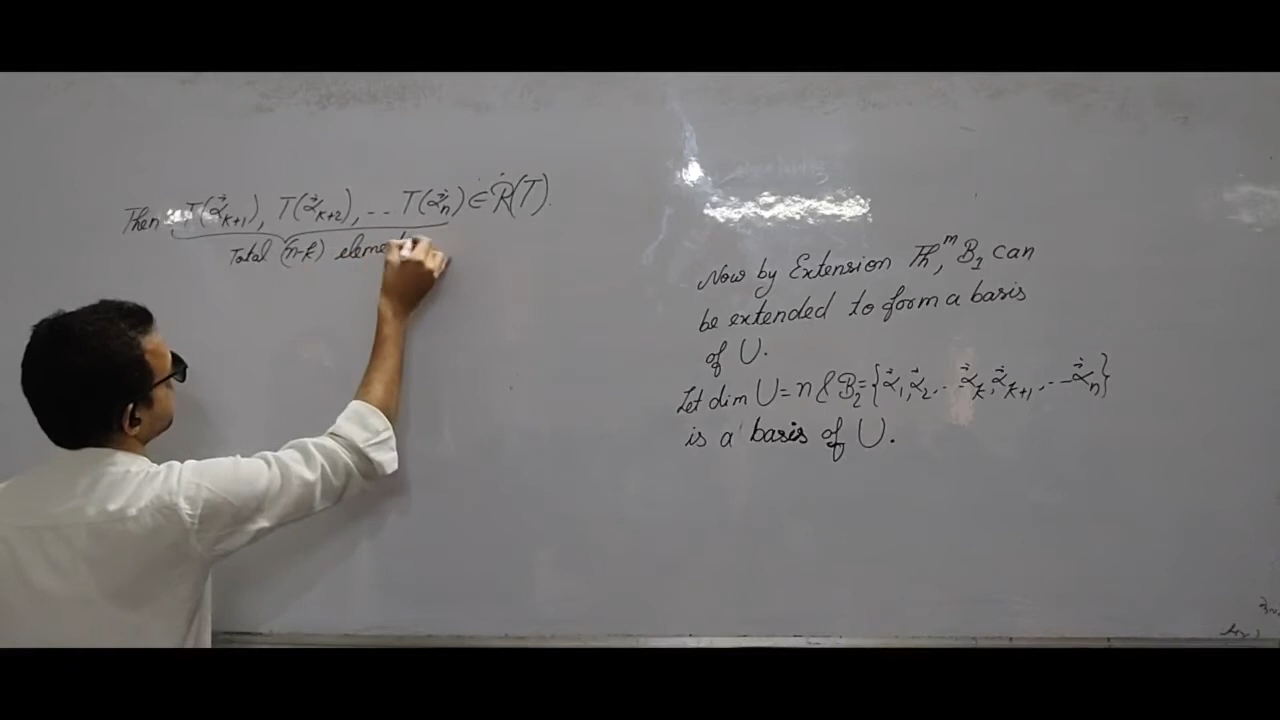 Then, T(α⃗ₖ₊₁), T(α⃗ₖ₊₂), ... T(α⃗ₙ) ∈ R(T).
Total (n-k) element
Now by Extension Thᵐ, B₁ can
be extended to form a basis
of U.
Let dim U = n & B₂ = {α⃗₁, α⃗₂, ... α⃗ₖ, α⃗ₖ₊₁, ... α⃗ₙ}
is a basis of U.